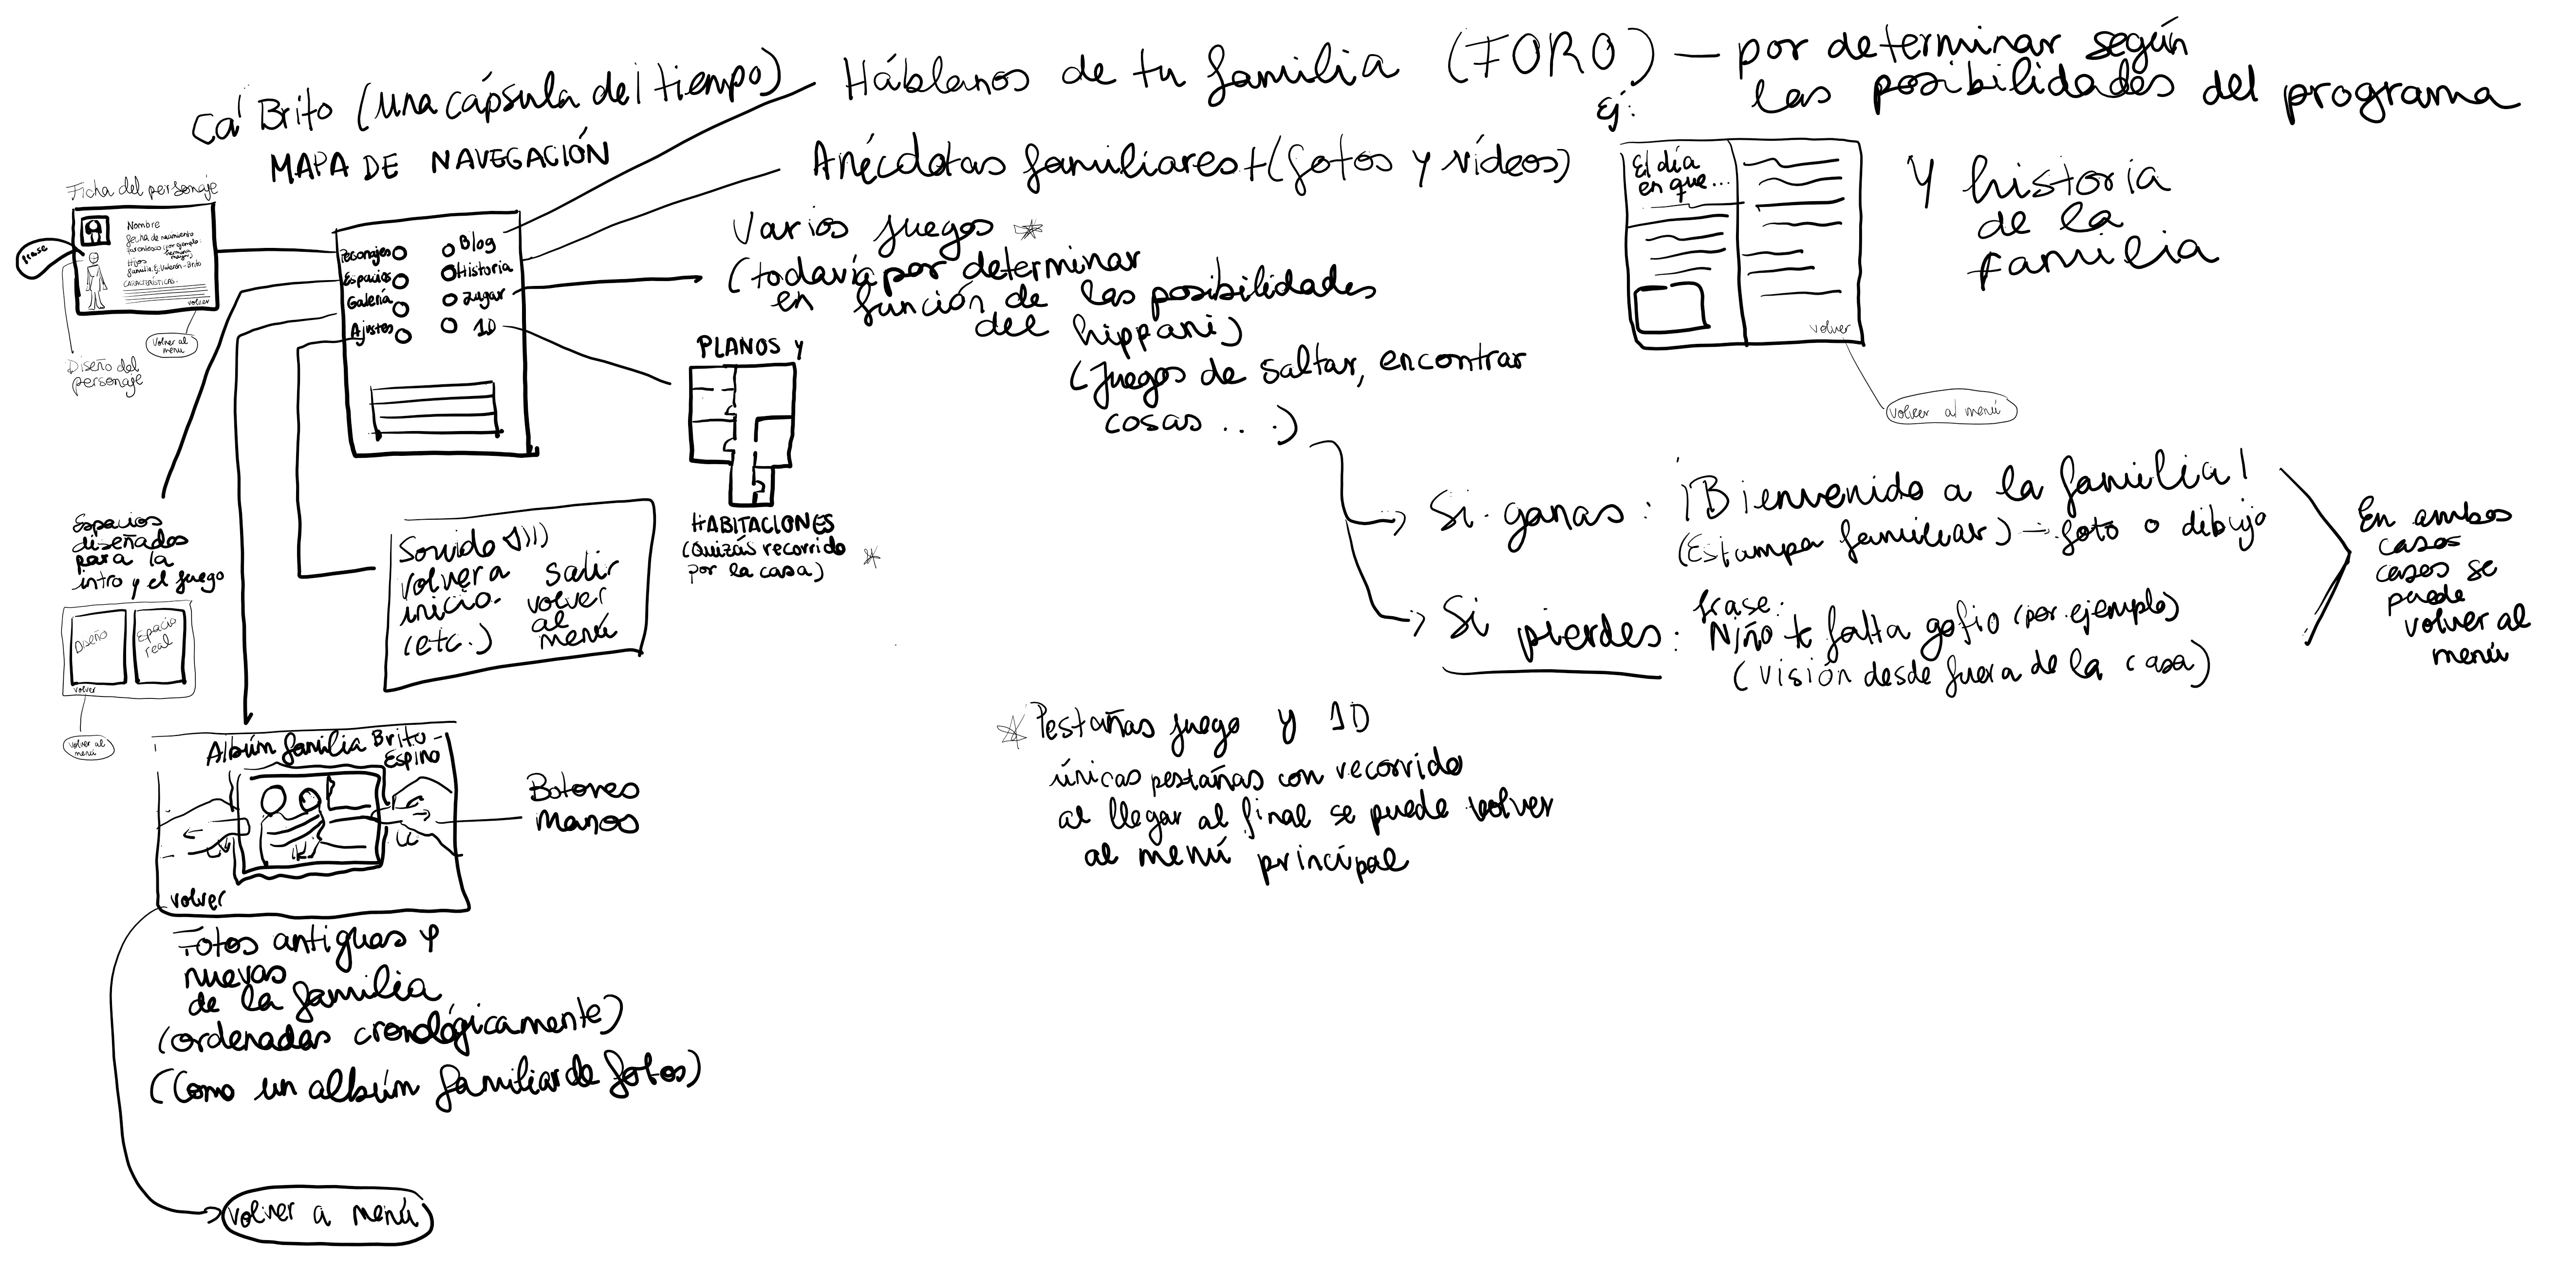 Ca' Brito (una cápsula del tiempo)
MAPA DE NAVEGACIÓN
Háblanos de tu familia (FORO) — por determinar según
las posibilidades del programa
Anécdotas familiares + (fotos y vídeos)
Ej:
El día
en que...
volver
volver al menú
Y historia
de la
familia
Ficha del personaje
frase
Nombre
fecha de nacimiento
Parentesco (por ejemplo:
Hijos
familia. Ej: Valerón - Brito
CARACTERÍSTICAS -
volver
Volver al
menú
Diseño del
personaje
Personajes
Espacios
Galería
Ajustes
Blog
Historia
Jugar
1D
Varios juegos *
(todavía por determinar
en función de las posibilidades
del hippani)
(juegos de saltar, encontrar
cosas...)
PLANOS y
HABITACIONES
(Quizás recorrido *
por la casa)
Espacios
diseñados
para la
intro y el juego
Diseño
Epacio
real
volver
volver al
menú
Sonido
volver a
inicio.
(etc.)
salir
volver
al
menú
Si ganas: ¡Bienvenido a la familia!
(Estampa familiar) — foto o dibujo
Si pierdes:
frase:
Niño te falta gofio (por ejemplo)
(visión desde fuera de la casa)
En ambos
casos
casos se
puede
volver al
menú
* Pestañas juego y 1D
únicas pestañas con recorrido
al llegar al final se puede volver
al menú principal
Albúm familia Brito -
Espino
volver
Botones
manos
Fotos antiguas y
nuevas
de la familia
(ordenadas cronológicamente)
(Como un albúm familiar de fotos)
volver a menú